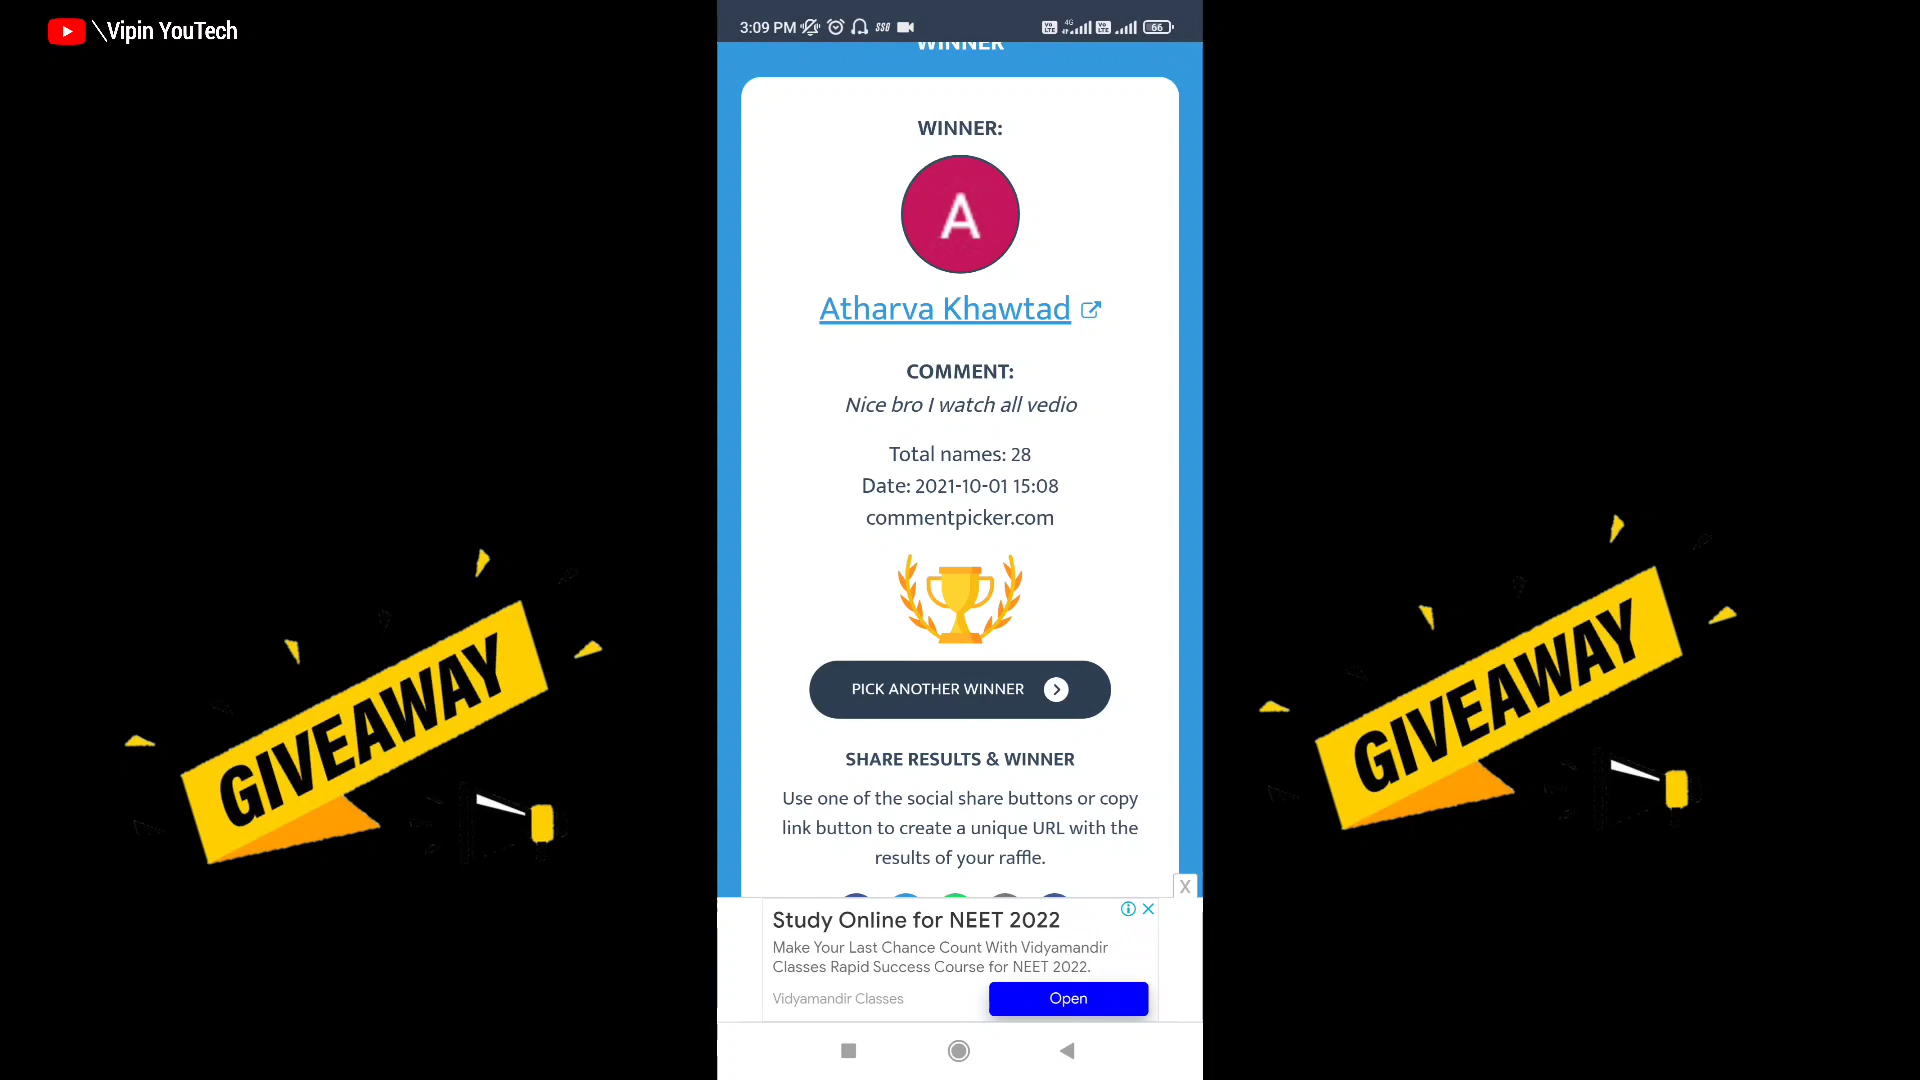 \Vipin YouTech
3:09 PM
4G
66
WINNER
WINNER:
A
Atharva Khawtad
COMMENT:
Nice bro I watch all vedio
Total names: 28
Date: 2021-10-01 15:08
commentpicker.com
PICK ANOTHER WINNER
SHARE RESULTS & WINNER
Use one of the social share buttons or copy
link button to create a unique URL with the
results of your raffle.
X
Study Online for NEET 2022
Make Your Last Chance Count With Vidyamandir
Classes Rapid Success Course for NEET 2022.
Vidyamandir Classes
Open
GIVEAWAY
GIVEAWAY